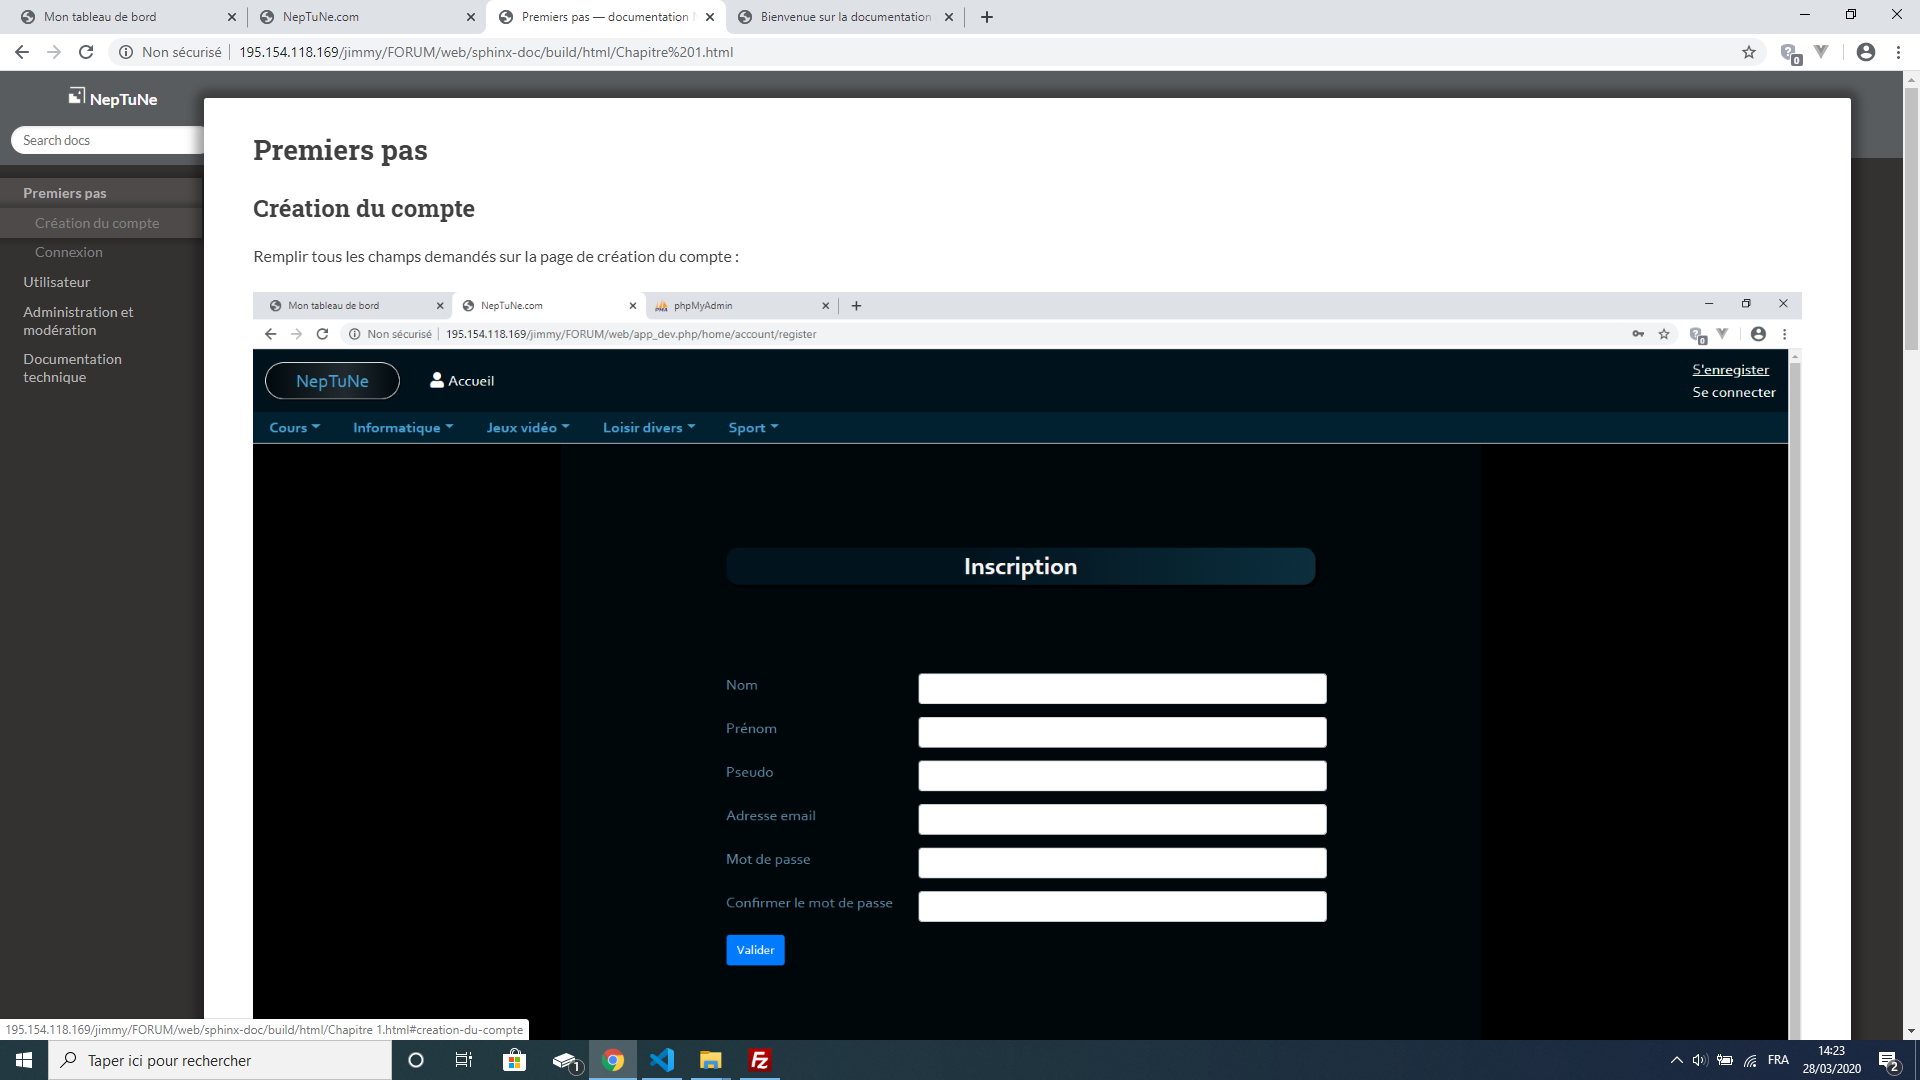 Mon tableau de bord
NepTuNe.com
Premiers pas — documentation
Bienvenue sur la documentation
Non sécurisé
195.154.118.169/jimmy/FORUM/web/sphinx-doc/build/html/Chapitre%201.html
0
NepTuNe
Search docs
Premiers pas
Création du compte
Connexion
Utilisateur
Administration et
modération
Documentation
technique
Premiers pas
Création du compte
Remplir tous les champs demandés sur la page de création du compte :
Mon tableau de bord
NepTuNe.com
phpMyAdmin
Non sécurisé
195.154.118.169/jimmy/FORUM/web/app_dev.php/home/account/register
0
NepTuNe
Accueil
S'enregister
Se connecter
Cours
Informatique
Jeux vidéo
Loisir divers
Sport
Inscription
Nom
Prénom
Pseudo
Adresse email
Mot de passe
Confirmer le mot de passe
Valider
195.154.118.169/jimmy/FORUM/web/sphinx-doc/build/html/Chapitre 1.html#creation-du-compte
Taper ici pour rechercher
1
FRA
14:23
28/03/2020
2